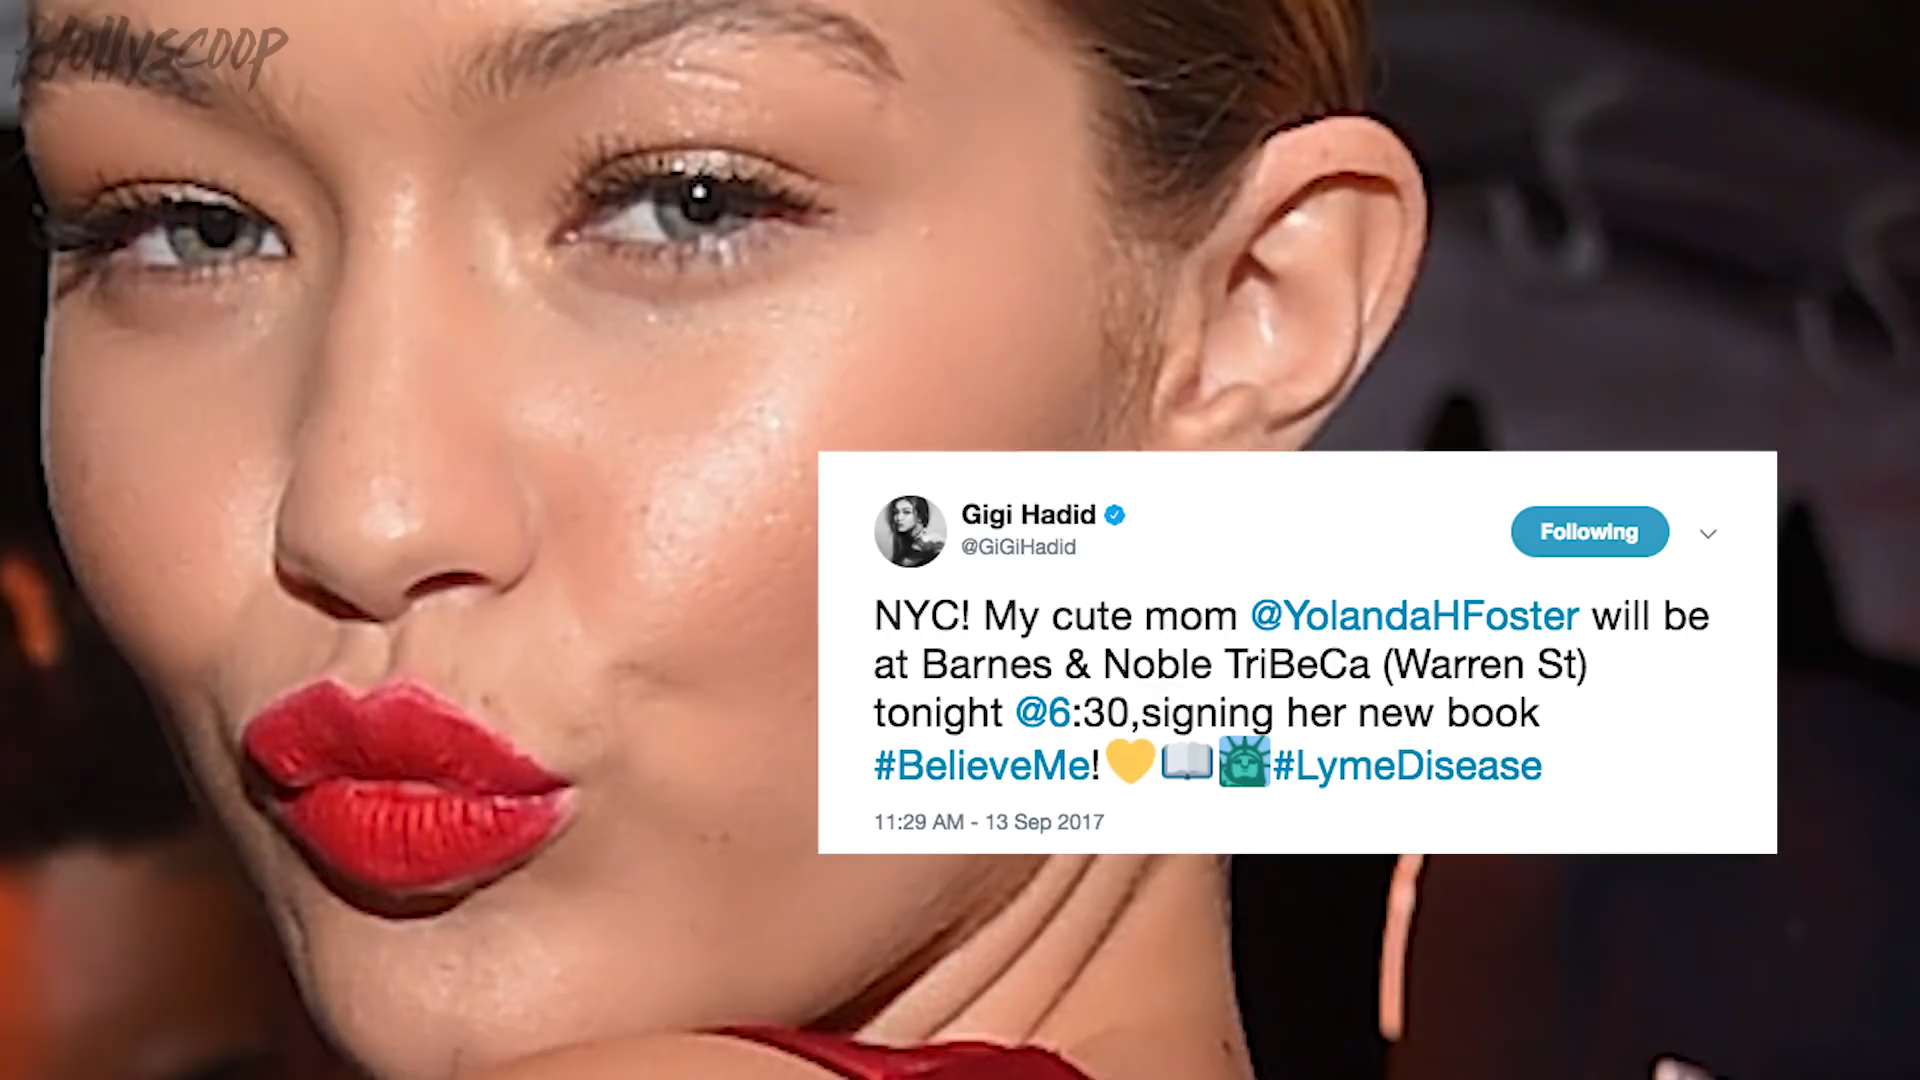 Hollyscoop
Gigi Hadid
@GiGiHadid
Following
NYC! My cute mom @YolandaHFoster will be
at Barnes & Noble TriBeCa (Warren St)
tonight @6:30,signing her new book
#BelieveMe!💛📖🗽#LymeDisease
11:29 AM - 13 Sep 2017